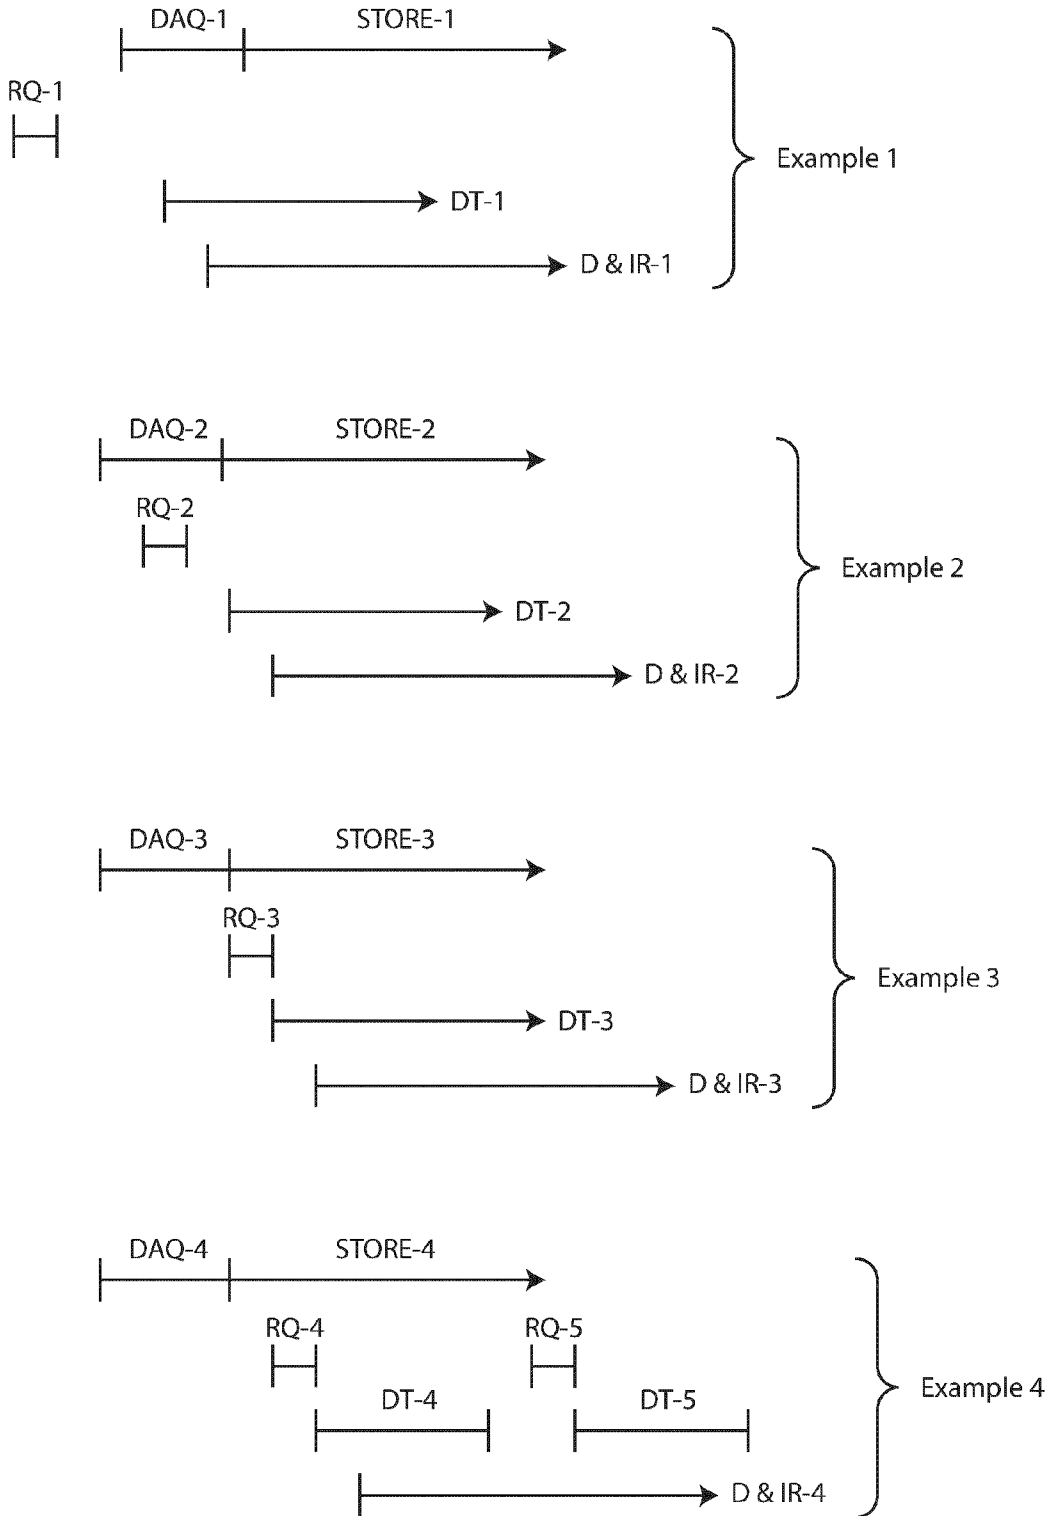 DAQ-1 STORE-1
RQ-1
Example 1
DT-1
D & IR-1
DAQ-2 STORE-2
RQ-2
Example 2
DT-2
D & IR-2
DAQ-3 STORE-3
RQ-3
Example 3
DT-3
D & IR-3
DAQ-4 STORE-4
RQ-4 RQ-5
Example 4
DT-4 DT-5
D & IR-4